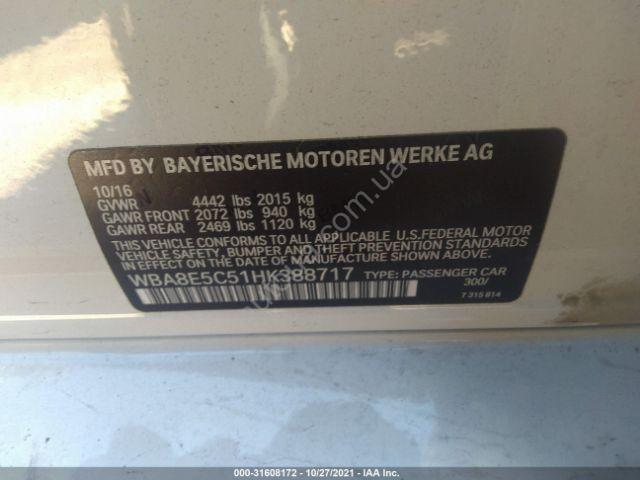 MFD BY BAYERISCHE MOTOREN WERKE AG
10/16
GVWR 4442 lbs 2015 kg
GAWR FRONT 2072 lbs 940 kg
GAWR REAR 2469 lbs 1120 kg
THIS VEHICLE CONFORMS TO ALL APPLICABLE U.S.FEDERAL MOTOR
VEHICLE SAFETY, BUMPER, AND THEFT PREVENTION STANDARDS
IN EFFECT ON THE DATE OF MANUFACTURE SHOWN ABOVE.
WBA8E5C51HK388717 TYPE: PASSENGER CAR
300/
7 315 814
000-31608172 - 10/27/2021 - IAA Inc.